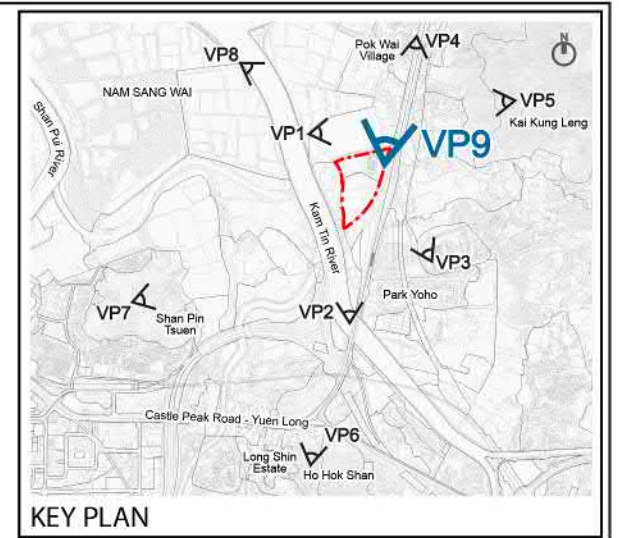 N
VP8
Pok Wai
Village
VP4
NAM SANG WAI
VP5
Kai Kung Leng
Shan Pui River
VP1
VP9
Kam Tin River
VP3
Park Yoho
VP7
Shan Pin
Tsuen
VP2
Castle Peak Road - Yuen Long
VP6
Long Shin
Estate
Ho Hok Shan
KEY PLAN